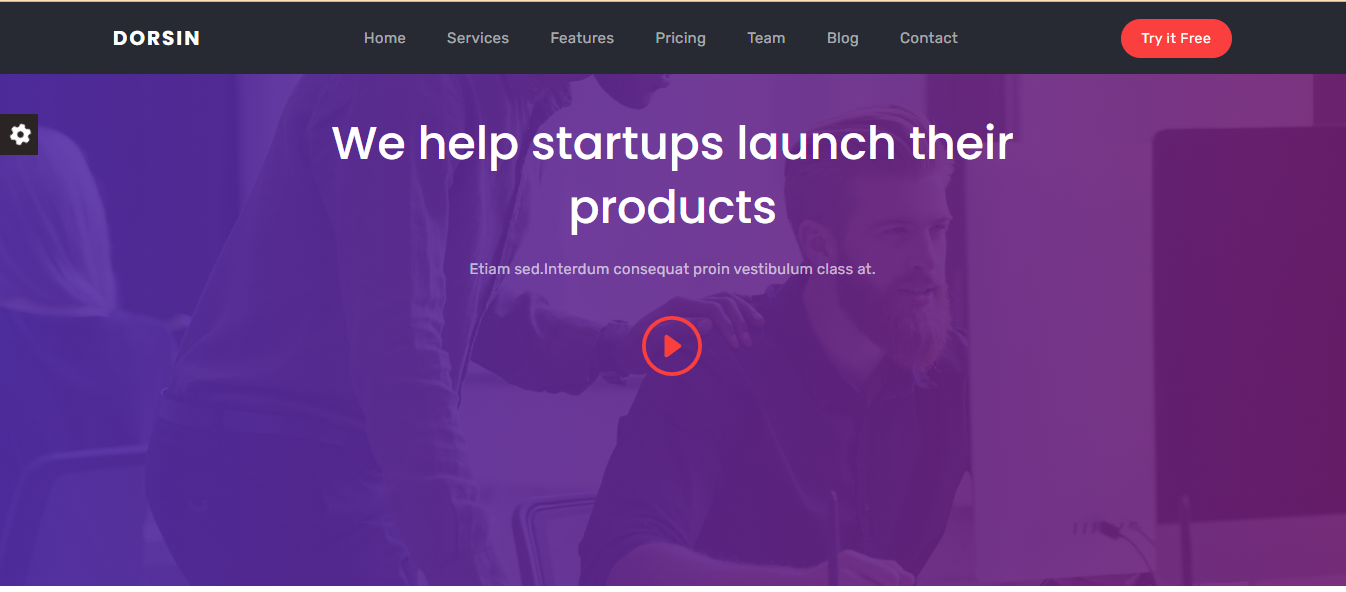 DORSIN
Home Services Features Pricing Team Blog Contact
Try it Free
We help startups launch their
products
Etiam sed.Interdum consequat proin vestibulum class at.